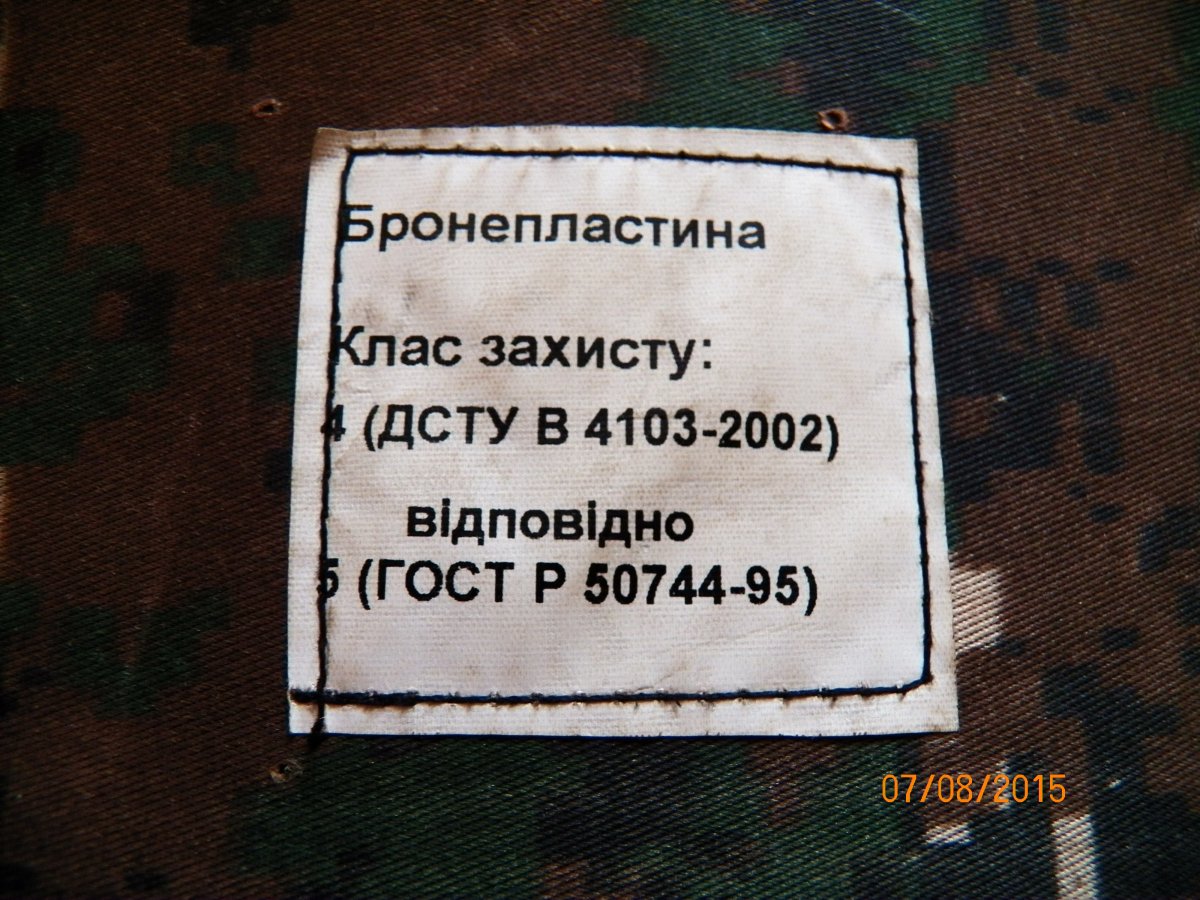 Бронепластина
Клас захисту:
4 (ДСТУ В 4103-2002)
відповідно
5 (ГОСТ Р 50744-95)
07/08/2015